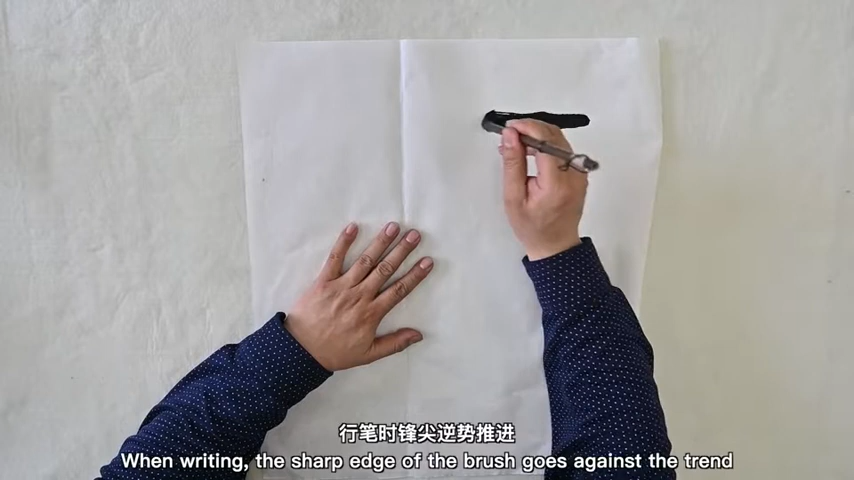 行笔时锋尖逆势推进
When writing, the sharp edge of the brush goes against the trend